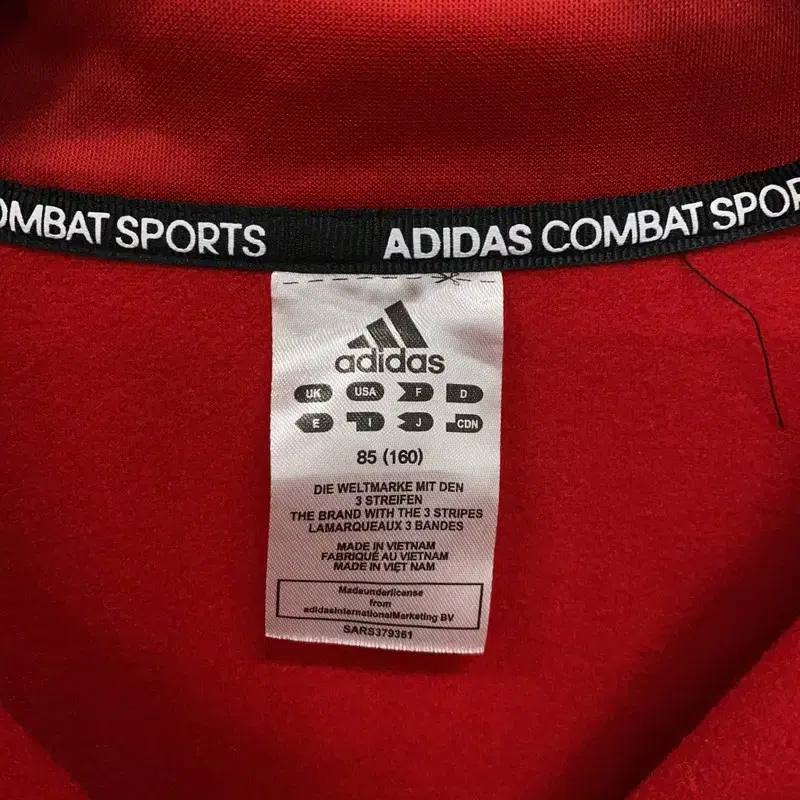 OMBAT SPORTS ADIDAS COMBAT SPOR
adidas
UK USA F D
E I J CDN
85 (160)
DIE WELTMARKE MIT DEN
3 STREIFEN
THE BRAND WITH THE 3 STRIPES
LAMARQUEAUX 3 BANDES
MADE IN VIETNAM
FABRIQUÉ AU VIETNAM
MADE IN VIỆT NAM
Madeunderlicense
from
adidasInternationalMarketing BV
SARS379361